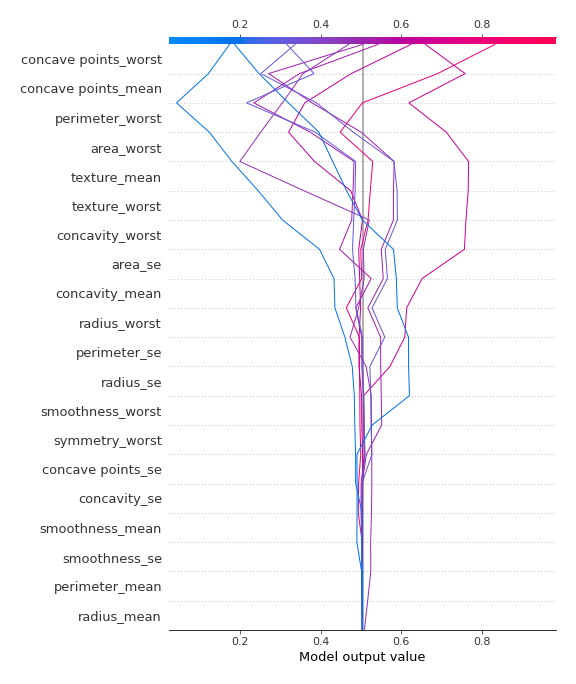 0.2 0.4 0.6 0.8
concave points_worst
concave points_mean
perimeter_worst
area_worst
texture_mean
texture_worst
concavity_worst
area_se
concavity_mean
radius_worst
perimeter_se
radius_se
smoothness_worst
symmetry_worst
concave points_se
concavity_se
smoothness_mean
smoothness_se
perimeter_mean
radius_mean
0.2 0.4 0.6 0.8
Model output value